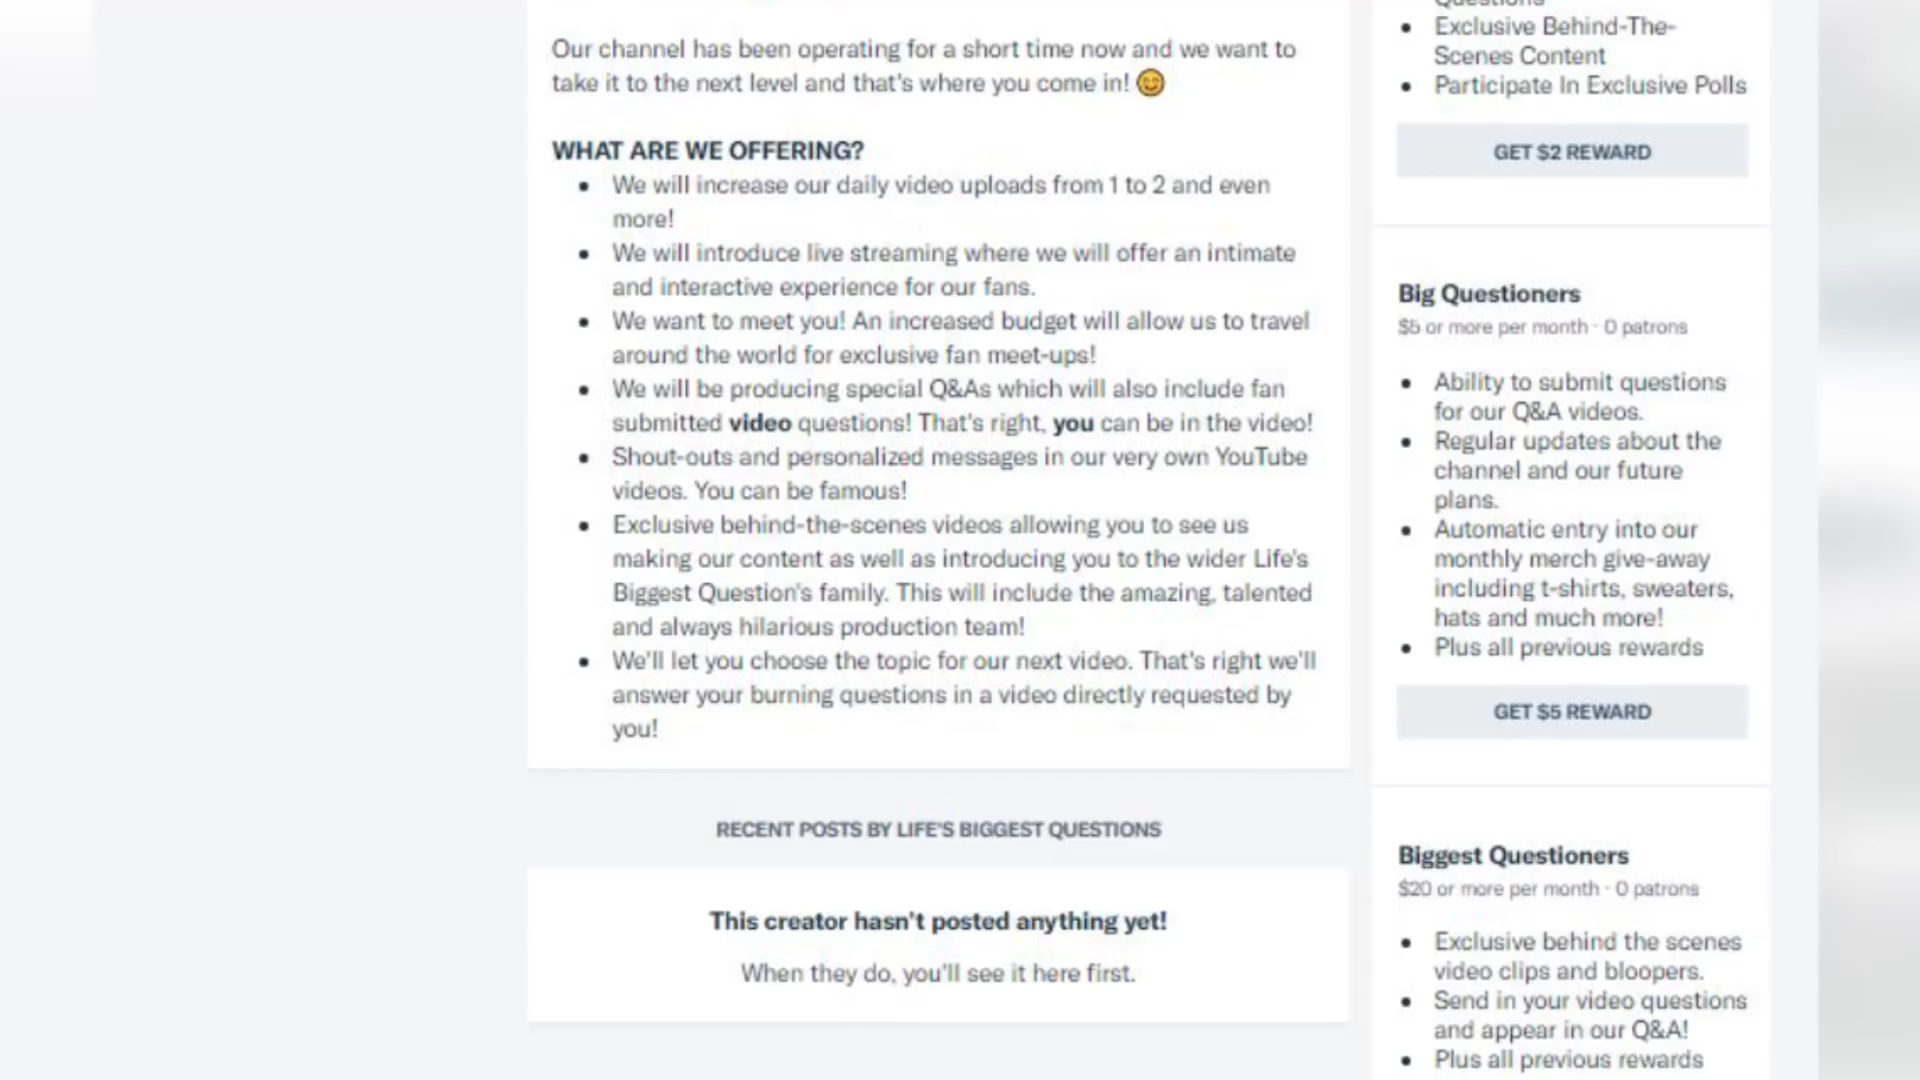 Our channel has been operating for a short time now and we want to
take it to the next level and that's where you come in! 😊
WHAT ARE WE OFFERING?
• We will increase our daily video uploads from 1 to 2 and even
more!
• We will introduce live streaming where we will offer an intimate
and interactive experience for our fans.
• We want to meet you! An increased budget will allow us to travel
around the world for exclusive fan meet-ups!
• We will be producing special Q&As which will also include fan
submitted video questions! That's right, you can be in the video!
• Shout-outs and personalized messages in our very own YouTube
videos. You can be famous!
• Exclusive behind-the-scenes videos allowing you to see us
making our content as well as introducing you to the wider Life's
Biggest Question's family. This will include the amazing, talented
and always hilarious production team!
• We'll let you choose the topic for our next video. That's right we'll
answer your burning questions in a video directly requested by
you!
RECENT POSTS BY LIFE'S BIGGEST QUESTIONS
This creator hasn't posted anything yet!
When they do, you'll see it here first.
Questions
• Exclusive Behind-The-
Scenes Content
• Participate In Exclusive Polls
GET $2 REWARD
Big Questioners
$5 or more per month · 0 patrons
• Ability to submit questions
for our Q&A videos.
• Regular updates about the
channel and our future
plans.
• Automatic entry into our
monthly merch give-away
including t-shirts, sweaters,
hats and much more!
• Plus all previous rewards
GET $5 REWARD
Biggest Questioners
$20 or more per month · 0 patrons
• Exclusive behind the scenes
video clips and bloopers.
• Send in your video questions
and appear in our Q&A!
• Plus all previous rewards